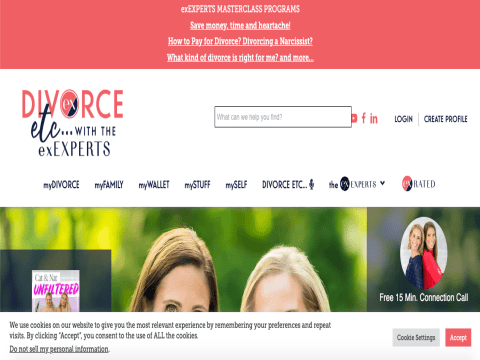 exEXPERTS MASTERCLASS PROGRAMS
Save money, time and heartache!
How to Pay for Divorce? Divorcing a Narcissist?
What kind of divorce is right for me? and more...
DIVORCE
ex
etc... WITH THE
exEXPERTS
What can we help you find?
LOGIN
CREATE PROFILE
myDIVORCE
myFAMILY
myWALLET
mySTUFF
mySELF
DIVORCE ETC...
the exEXPERTS
exRATED
Cat & Nat
UNFILTERED
Free 15 Min. Connection Call
We use cookies on our website to give you the most relevant experience by remembering your preferences and repeat
visits. By clicking "Accept", you consent to the use of ALL the cookies.
Do not sell my personal information.
Cookie Settings
Accept